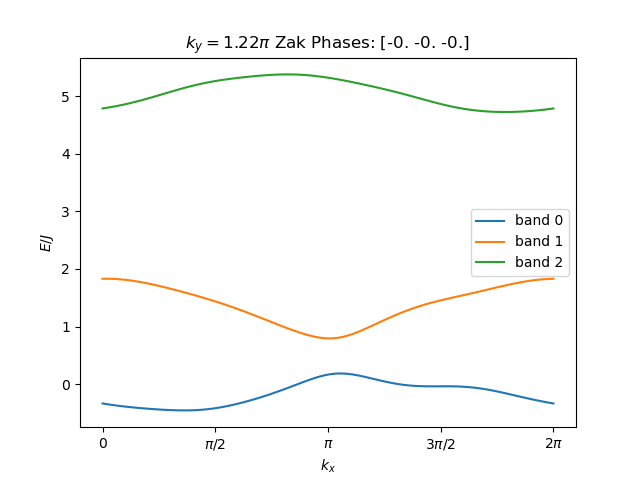 k_y = 1.22π Zak Phases: [-0. -0. -0.]
5
4
3
2
1
0
E/J
band 0
band 1
band 2
0
π/2
π
3π/2
2π
k_x